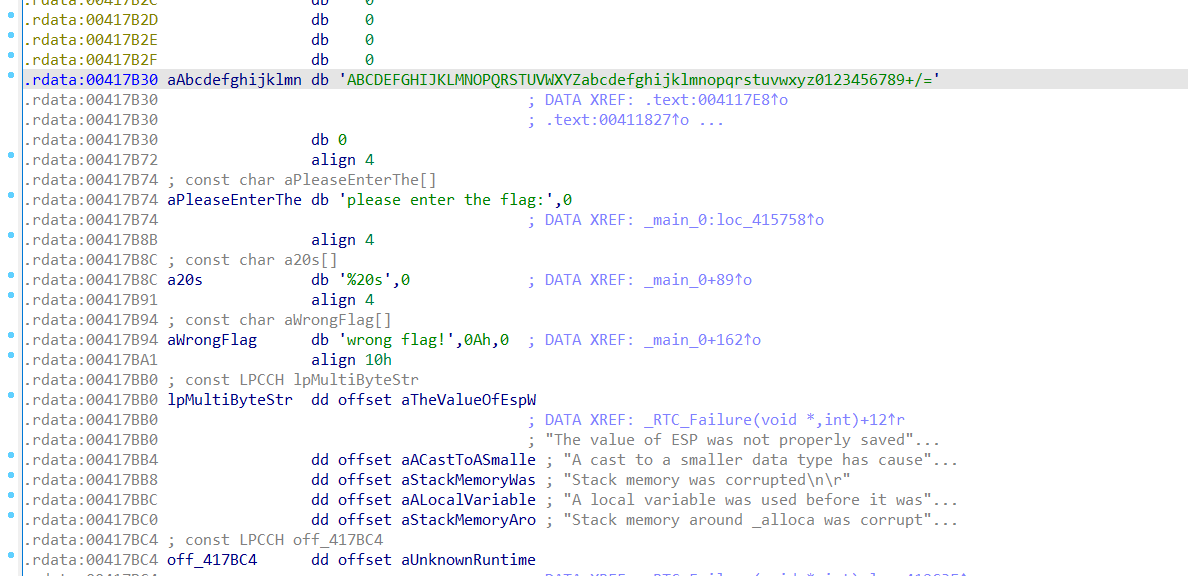 .rdata:00417B2C db 0
.rdata:00417B2D db 0
.rdata:00417B2E db 0
.rdata:00417B2F db 0
.rdata:00417B30 aAbcdefghijklmn db 'ABCDEFGHIJKLMNOPQRSTUVWXYZabcdefghijklmnopqrstuvwxyz0123456789+/='
.rdata:00417B30 ; DATA XREF: .text:004117E8↑o
.rdata:00417B30 ; .text:00411827↑o ...
.rdata:00417B30 db 0
.rdata:00417B72 align 4
.rdata:00417B74 ; const char aPleaseEnterThe[]
.rdata:00417B74 aPleaseEnterThe db 'please enter the flag:',0
.rdata:00417B74 ; DATA XREF: _main_0:loc_415758↑o
.rdata:00417B8B align 4
.rdata:00417B8C ; const char a20s[]
.rdata:00417B8C a20s db '%20s',0 ; DATA XREF: _main_0+89↑o
.rdata:00417B91 align 4
.rdata:00417B94 ; const char aWrongFlag[]
.rdata:00417B94 aWrongFlag db 'wrong flag!',0Ah,0 ; DATA XREF: _main_0+162↑o
.rdata:00417BA1 align 10h
.rdata:00417BB0 ; const LPCCH lpMultiByteStr
.rdata:00417BB0 lpMultiByteStr dd offset aTheValueOfEspW
.rdata:00417BB0 ; DATA XREF: _RTC_Failure(void *,int)+12↑r
.rdata:00417BB0 ; "The value of ESP was not properly saved"...
.rdata:00417BB4 dd offset aACastToASmalle ; "A cast to a smaller data type has cause"...
.rdata:00417BB8 dd offset aStackMemoryWas ; "Stack memory was corrupted\n\r"
.rdata:00417BBC dd offset aALocalVariable ; "A local variable was used before it was"...
.rdata:00417BC0 dd offset aStackMemoryAro ; "Stack memory around _alloca was corrupt"...
.rdata:00417BC4 ; const LPCCH off_417BC4
.rdata:00417BC4 off_417BC4 dd offset aUnknownRuntime